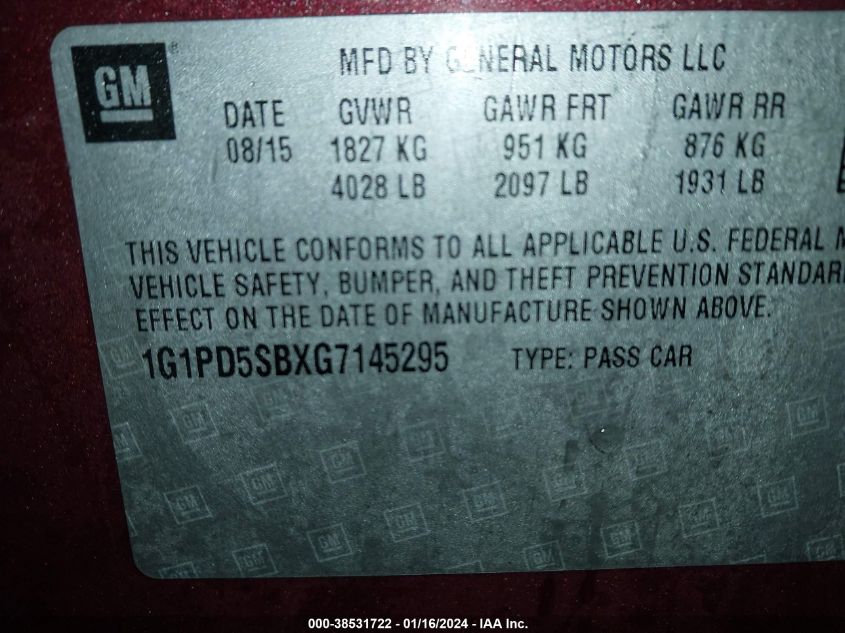 GM ®
MFD BY GENERAL MOTORS LLC
DATE GVWR GAWR FRT GAWR RR
08/15 1827 KG 951 KG 876 KG
4028 LB 2097 LB 1931 LB
THIS VEHICLE CONFORMS TO ALL APPLICABLE U.S. FEDERAL
VEHICLE SAFETY, BUMPER, AND THEFT PREVENTION STANDAR
EFFECT ON THE DATE OF MANUFACTURE SHOWN ABOVE.
1G1PD5SBXG7145295 TYPE: PASS CAR
000-38531722 - 01/16/2024 - IAA Inc.